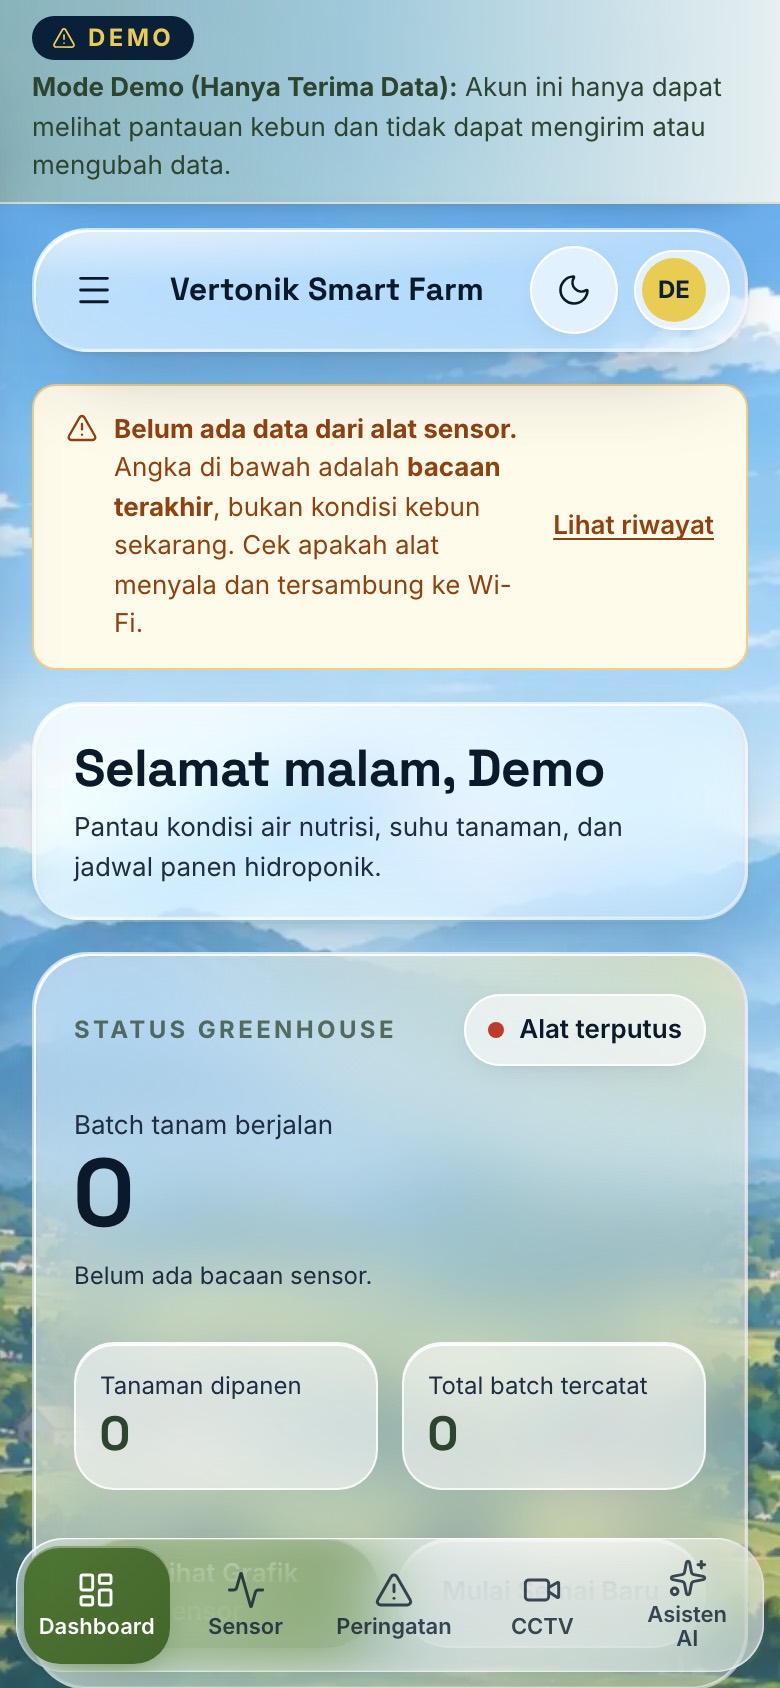 DEMO
Mode Demo (Hanya Terima Data): Akun ini hanya dapat
melihat pantauan kebun dan tidak dapat mengirim atau
mengubah data.
Vertonik Smart Farm
DE
Belum ada data dari alat sensor.
Angka di bawah adalah bacaan
terakhir, bukan kondisi kebun
sekarang. Cek apakah alat
menyala dan tersambung ke Wi-
Fi.
Lihat riwayat
Selamat malam, Demo
Pantau kondisi air nutrisi, suhu tanaman, dan
jadwal panen hidroponik.
STATUS GREENHOUSE
Alat terputus
Batch tanam berjalan
0
Belum ada bacaan sensor.
Tanaman dipanen
0
Total batch tercatat
0
Grafik
Mulai Semai Baru
Dashboard
Sensor
Peringatan
CCTV
Asisten
AI